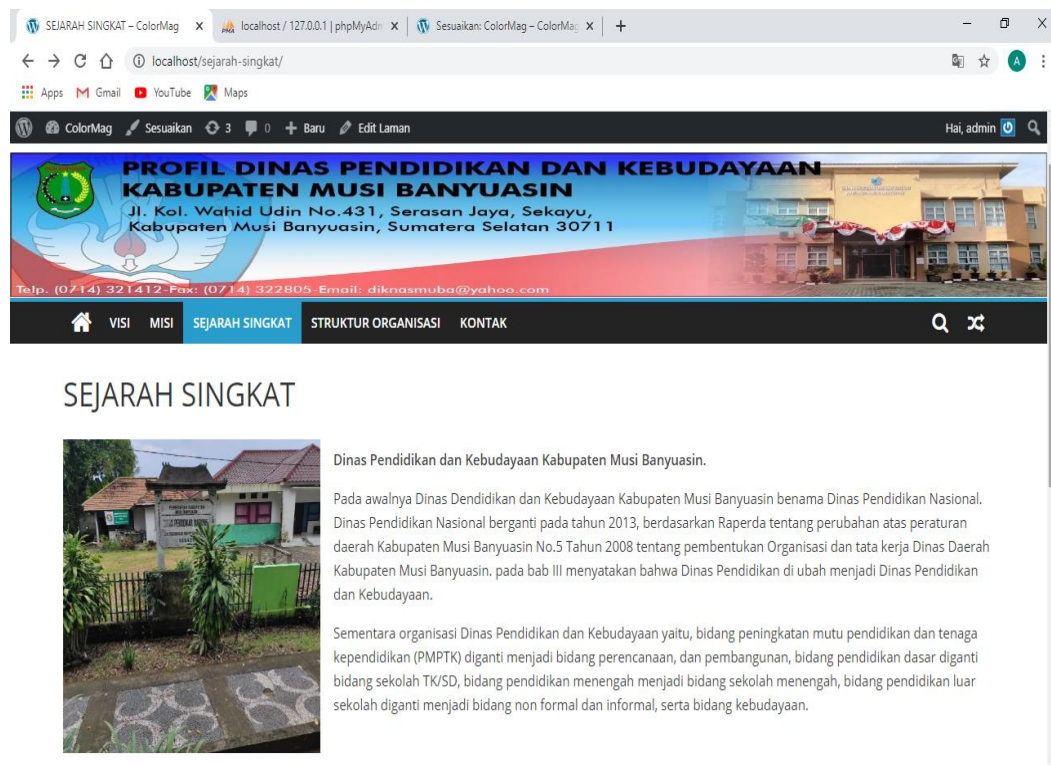 SEJARAH SINGKAT – ColorMag
localhost / 127.0.0.1 | phpMyAdm
Sesuaikan: ColorMag – ColorMag
localhost/sejarah-singkat/
A
Apps Gmail YouTube Maps
ColorMag Sesuaikan 3 0 Baru Edit Laman Hai, admin
PROFIL DINAS PENDIDIKAN DAN KEBUDAYAAN
KABUPATEN MUSI BANYUASIN
Jl. Kol. Wahid Udin No.431, Serasan Jaya, Sekayu,
Kabupaten Musi Banyuasin, Sumatera Selatan 30711
Telp. (0714) 321412-Fax: (0714) 322805-Email: diknasmuba@yahoo.com
VISI MISI SEJARAH SINGKAT STRUKTUR ORGANISASI KONTAK
SEJARAH SINGKAT
Dinas Pendidikan dan Kebudayaan Kabupaten Musi Banyuasin.
Pada awalnya Dinas Dendidikan dan Kebudayaan Kabupaten Musi Banyuasin benama Dinas Pendidikan Nasional.
Dinas Pendidikan Nasional berganti pada tahun 2013, berdasarkan Raperda tentang perubahan atas peraturan
daerah Kabupaten Musi Banyuasin No.5 Tahun 2008 tentang pembentukan Organisasi dan tata kerja Dinas Daerah
Kabupaten Musi Banyuasin. pada bab III menyatakan bahwa Dinas Pendidikan di ubah menjadi Dinas Pendidikan
dan Kebudayaan.
Sementara organisasi Dinas Pendidikan dan Kebudayaan yaitu, bidang peningkatan mutu pendidikan dan tenaga
kependidikan (PMPTK) diganti menjadi bidang perencanaan, dan pembangunan, bidang pendidikan dasar diganti
bidang sekolah TK/SD, bidang pendidikan menengah menjadi bidang sekolah menengah, bidang pendidikan luar
sekolah diganti menjadi bidang non formal dan informal, serta bidang kebudayaan.